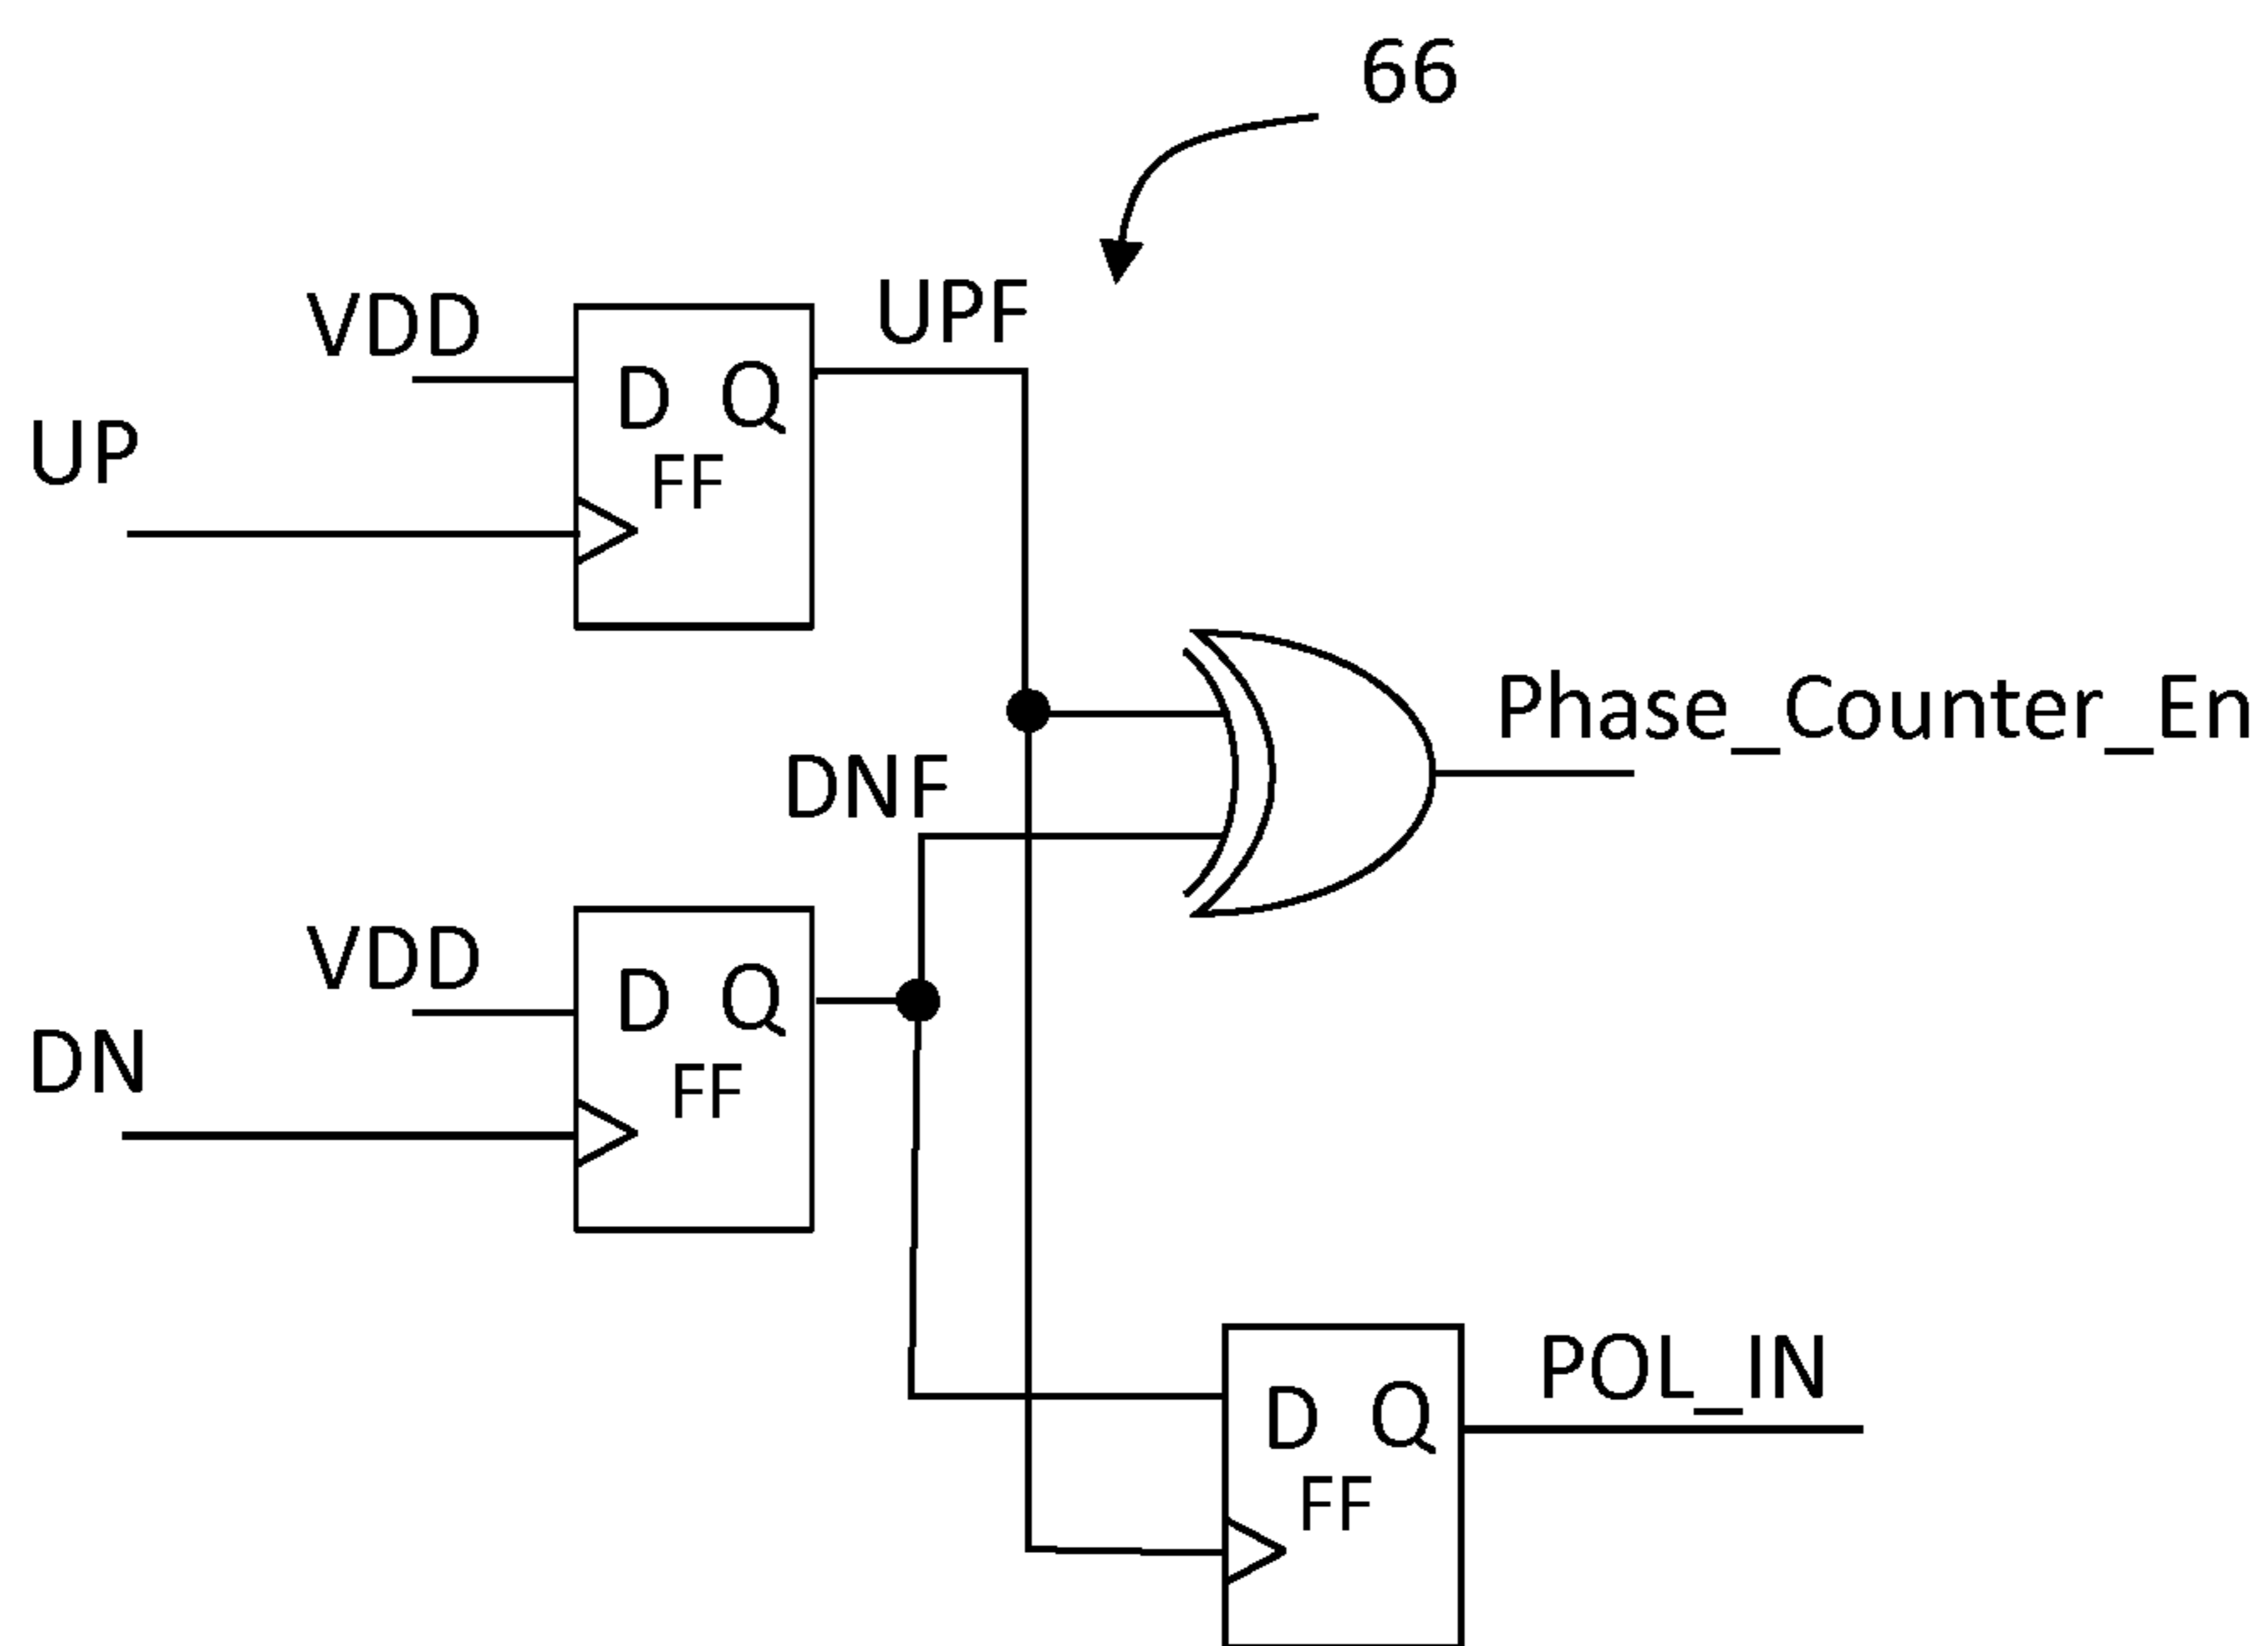 66
VDD
UPF
D Q
UP
FF
Phase_Counter_En
DNF
VDD
D Q
DN
FF
POL_IN
D Q
FF